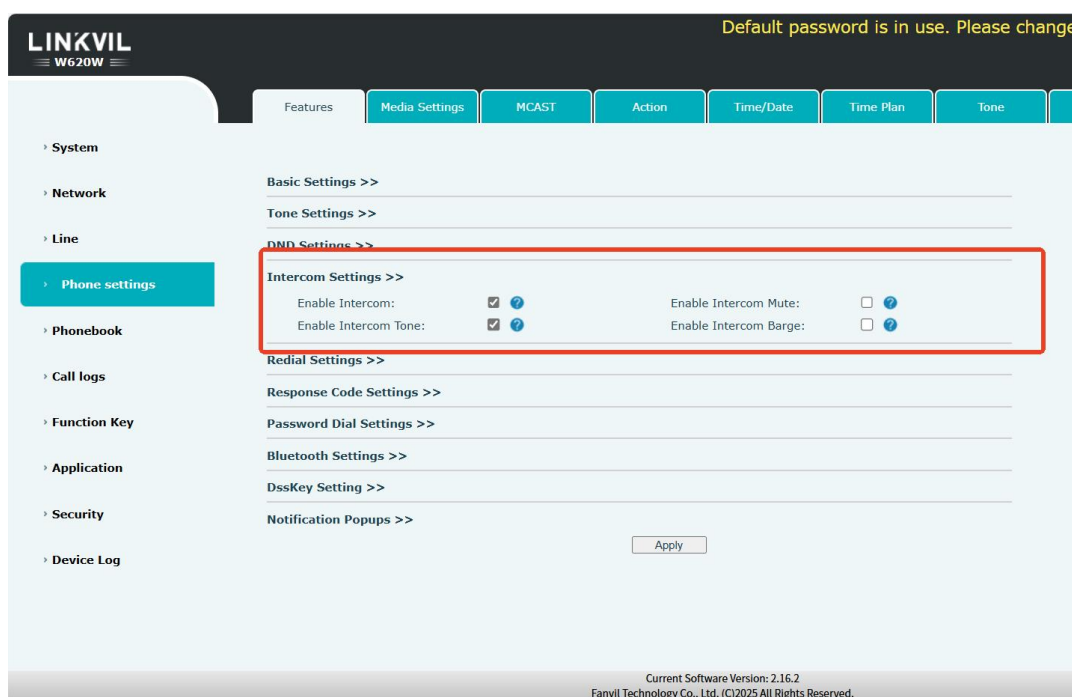 Default password is in use. Please change
LINKVIL
W620W
Features
Media Settings
MCAST
Action
Time/Date
Time Plan
Tone
› System
› Network
› Line
› Phone settings
› Phonebook
› Call logs
› Function Key
› Application
› Security
› Device Log
Basic Settings >>
Tone Settings >>
DND Settings >>
Intercom Settings >>
Enable Intercom: ? Enable Intercom Mute: ?
Enable Intercom Tone: ? Enable Intercom Barge: ?
Redial Settings >>
Response Code Settings >>
Password Dial Settings >>
Bluetooth Settings >>
DssKey Setting >>
Notification Popups >>
Apply
Current Software Version: 2.16.2
Fanvil Technology Co., Ltd. (C)2025 All Rights Reserved.